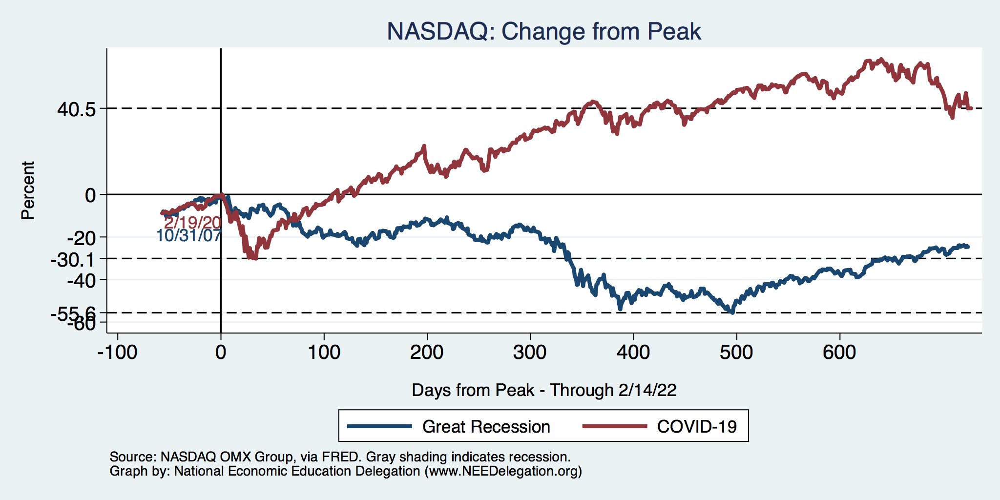 NASDAQ: Change from Peak
Percent
40.5
0
-20
-30.1
-40
-55.6
-60
2/19/20
10/31/07
-100 0 100 200 300 400 500 600
Days from Peak - Through 2/14/22
Great Recession COVID-19
Source: NASDAQ OMX Group, via FRED. Gray shading indicates recession.
Graph by: National Economic Education Delegation (www.NEEDelegation.org)